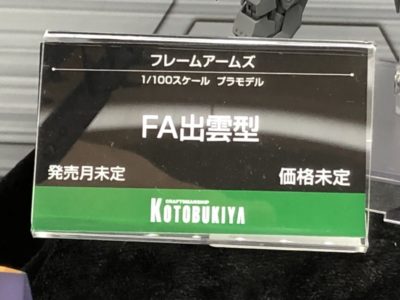 フレームアームズ
1/100スケール プラモデル
FA出雲型
発売月未定 価格未定
CRAFTSMANSHIP
KOTOBUKIYA